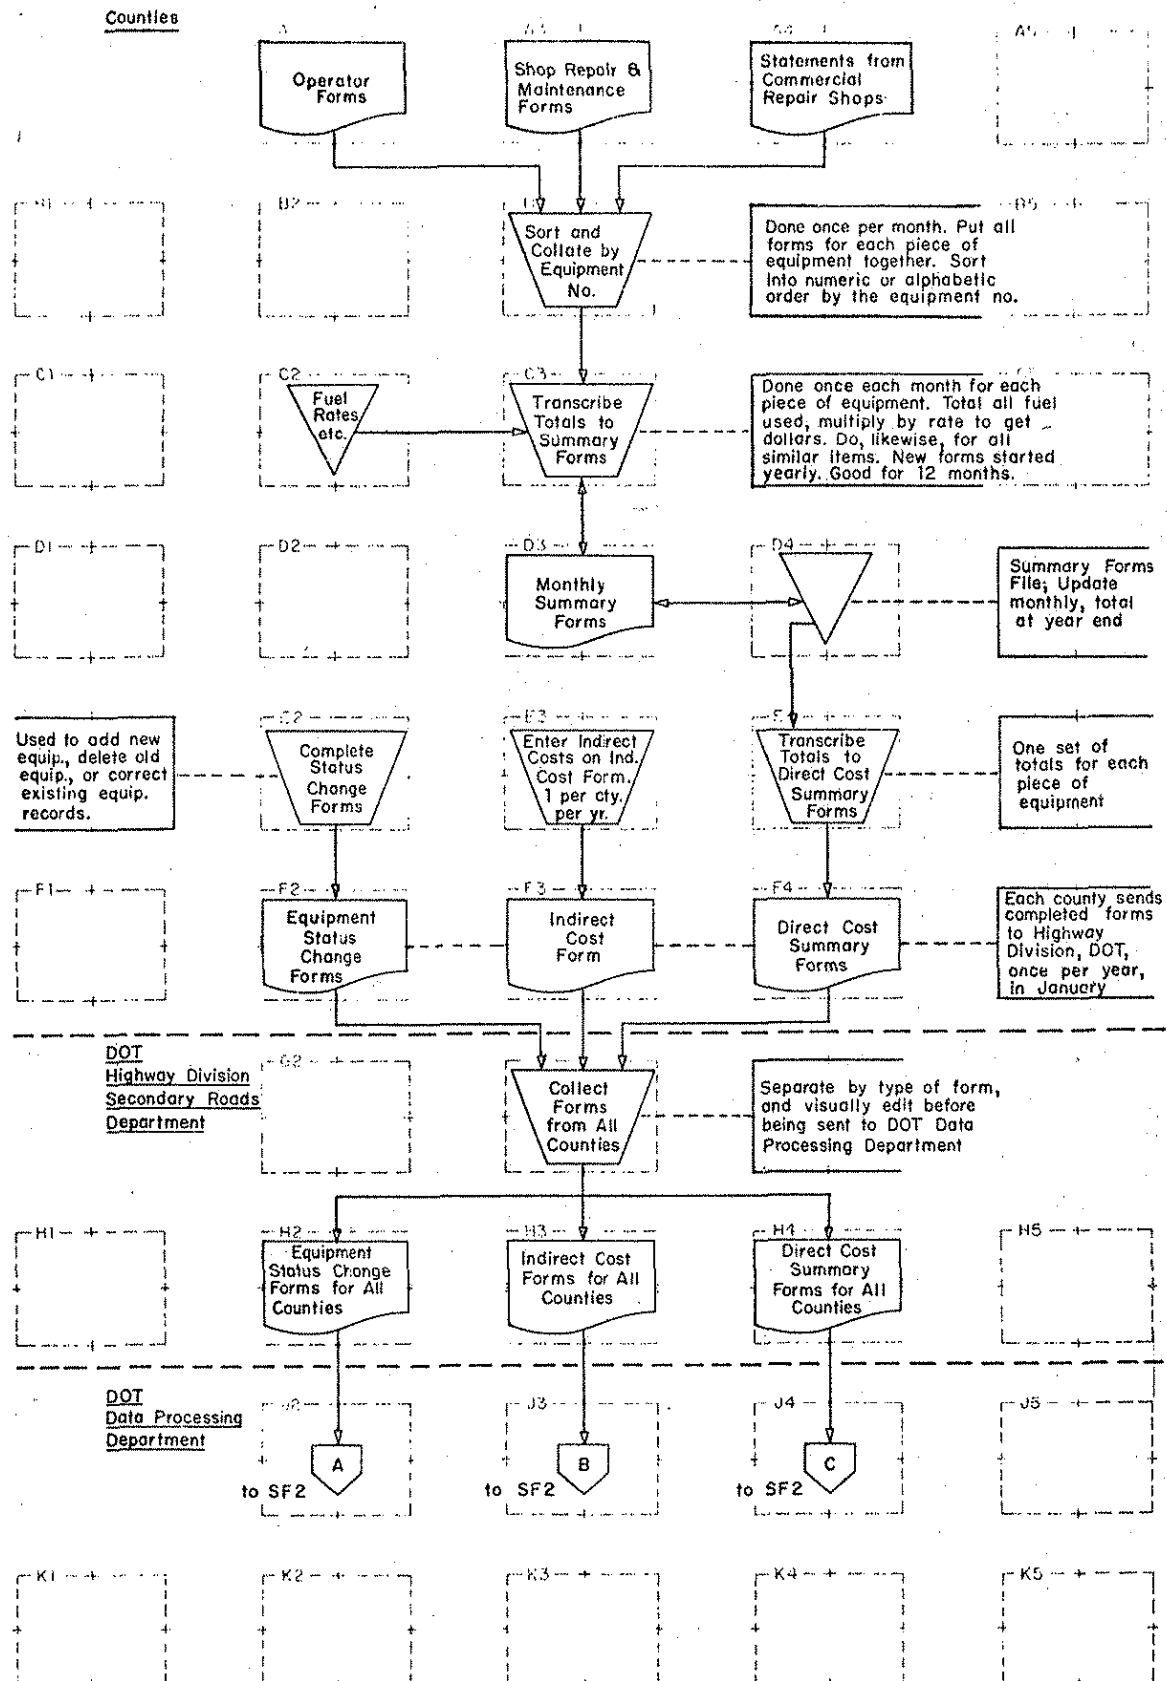 Counties
Operator
Forms
A3
Shop Repair &
Maintenance
Forms
A4
Statements from
Commercial
Repair Shops
A5
B1
B2
Sort and
Collate by
Equipment
No.
B5
Done once per month. Put all
forms for each piece of
equipment together. Sort
into numeric or alphabetic
order by the equipment no.
C1
C2
Fuel
Rates
etc.
C3
Transcribe
Totals to
Summary
Forms
Done once each month for each
piece of equipment. Total all fuel
used, multiply by rate to get
dollars. Do, likewise, for all
similar items. New forms started
yearly. Good for 12 months.
D1
D2
D3
Monthly
Summary
Forms
D4
Summary Forms
File; Update
monthly, total
at year end
Used to add new
equip., delete old
equip., or correct
existing equip.
records.
E2
Complete
Status
Change
Forms
E3
Enter Indirect
Costs on Ind.
Cost Form.
1 per cty.
per yr.
Transcribe
Totals to
Direct Cost
Summary
Forms
One set of
totals for each
piece of
equipment
F1
F2
Equipment
Status
Change
Forms
F3
Indirect
Cost
Form
F4
Direct Cost
Summary
Forms
Each county sends
completed forms
to Highway
Division, DOT,
once per year,
in January
DOT
Highway Division
Secondary Roads
Department
G2
Collect
Forms
from All
Counties
Separate by type of form,
and visually edit before
being sent to DOT Data
Processing Department
H1
H2
Equipment
Status Change
Forms for All
Counties
H3
Indirect Cost
Forms for All
Counties
H4
Direct Cost
Summary
Forms for All
Counties
H5
DOT
Data Processing
Department
J2
A
to SF2
J3
B
to SF2
J4
C
to SF2
J5
K1
K2
K3
K4
K5